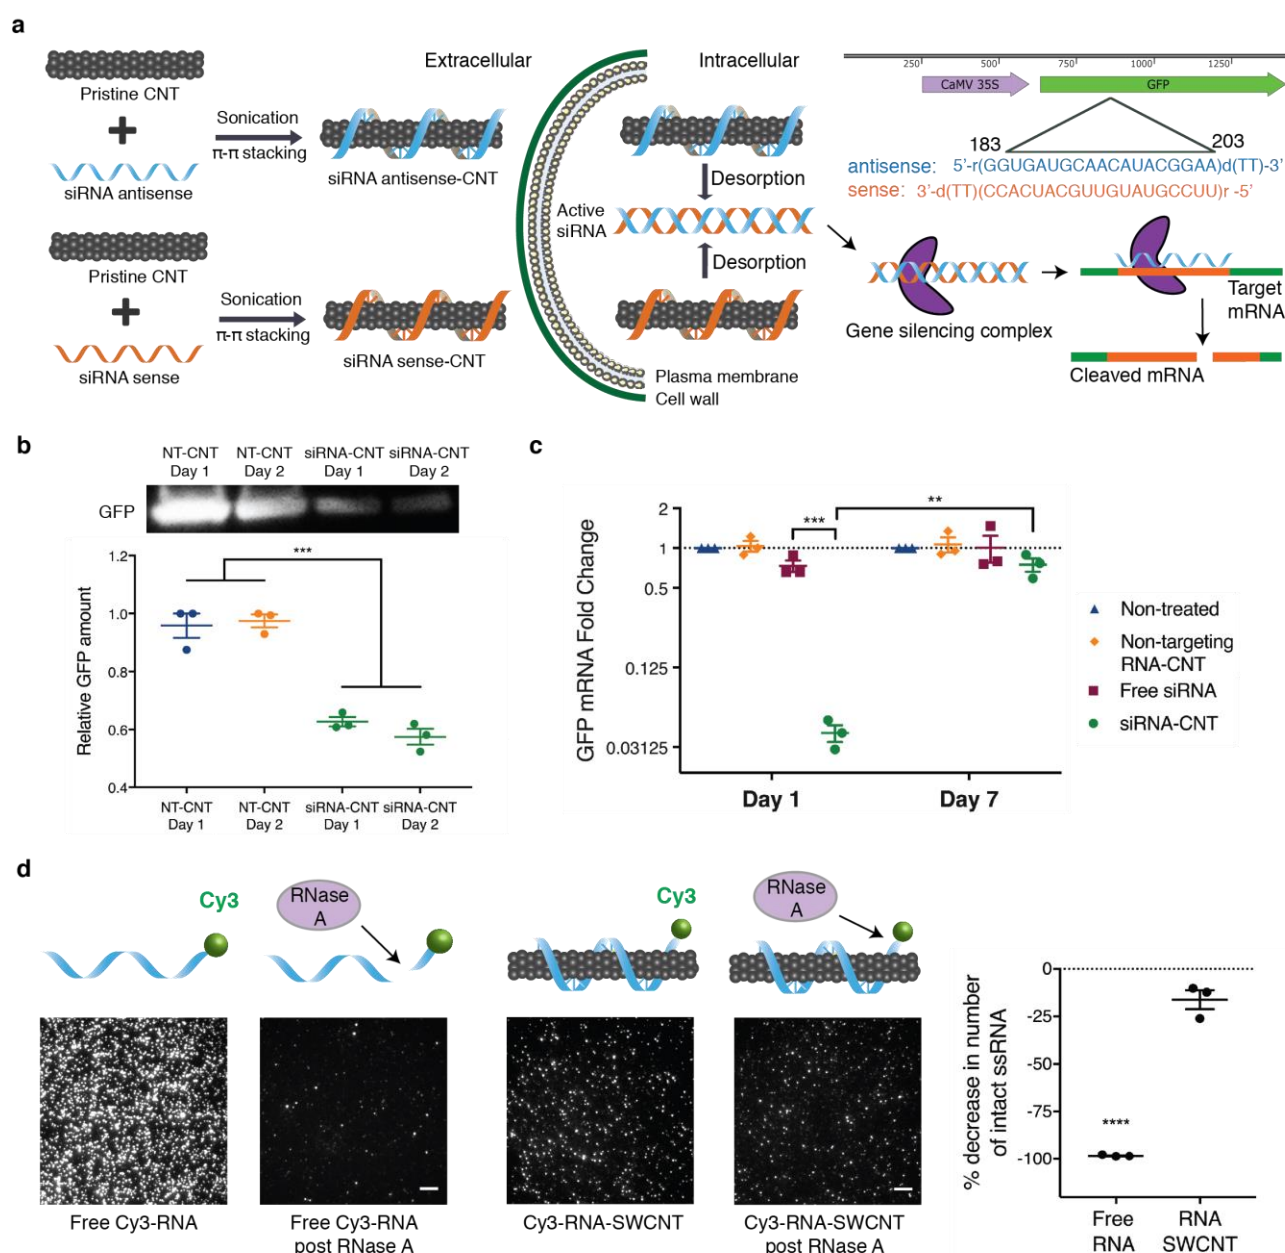 a
Pristine CNT
siRNA antisense
Pristine CNT
siRNA sense
Sonication
π-π stacking
Sonication
π-π stacking
siRNA antisense-CNT
siRNA sense-CNT
Extracellular
Intracellular
Desorption
Active
siRNA
Desorption
Plasma membrane
Cell wall
250
500
750
1000
1250
CaMV 35S
GFP
183
203
antisense: 5'-r(GGUGAUGCAACAUACGGAA)d(TT)-3'
sense: 3'-d(TT)(CCACUACGUUGUAUGCCUU)r -5'
Gene silencing complex
Target
mRNA
Cleaved mRNA
b
NT-CNT
Day 1
NT-CNT
Day 2
siRNA-CNT
Day 1
siRNA-CNT
Day 2
GFP
Relative GFP amount
1.2
1.0
0.8
0.6
0.4
***
NT-CNT
Day 1
NT-CNT
Day 2
siRNA-CNT
Day 1
siRNA-CNT
Day 2
c
GFP mRNA Fold Change
2
1
0.5
0.125
0.03125
***
**
Day 1
Day 7
Non-treated
Non-targeting
RNA-CNT
Free siRNA
siRNA-CNT
d
Cy3
RNase
A
Cy3
RNase
A
Free Cy3-RNA
Free Cy3-RNA
post RNase A
Cy3-RNA-SWCNT
Cy3-RNA-SWCNT
post RNase A
% decrease in number
of intact ssRNA
0
-25
-50
-75
-100
****
Free
RNA
RNA
SWCNT